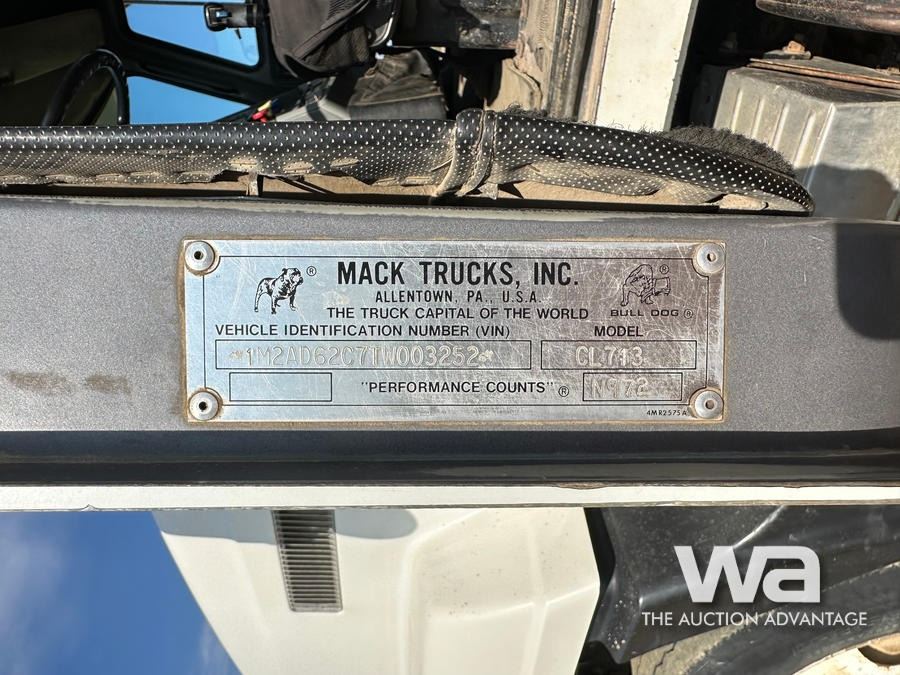 MACK TRUCKS, INC.
ALLENTOWN, PA., U.S.A.
THE TRUCK CAPITAL OF THE WORLD
BULL DOG ®
VEHICLE IDENTIFICATION NUMBER (VIN) MODEL
*1M2AD62C7TW003252* CL713
"PERFORMANCE COUNTS" ® N972
4MR2575A
wa
THE AUCTION ADVANTAGE